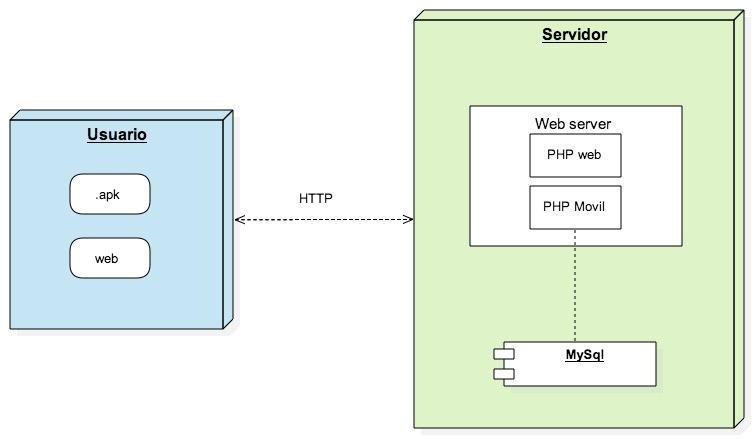 Servidor
Usuario
Web server
PHP web
.apk
HTTP
PHP Movil
web
MySql